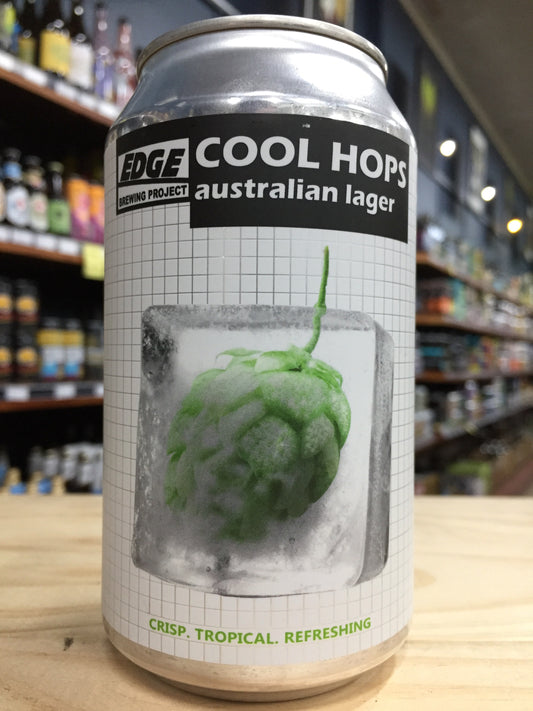 EDGE
BREWING PROJECT
COOL HOPS
australian lager
CRISP. TROPICAL. REFRESHING